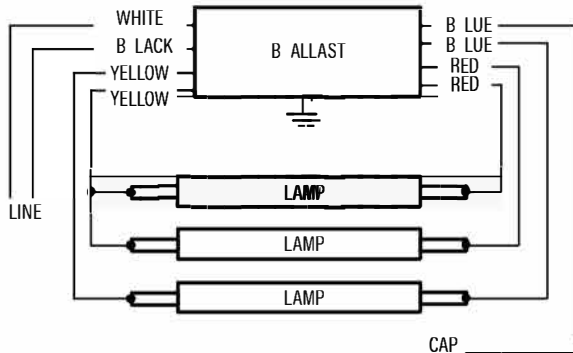 WHITE
B LACK
YELLOW
YELLOW
B ALLAST
B LUE
B LUE
RED
RED
LINE
LAMP
LAMP
LAMP
CAP